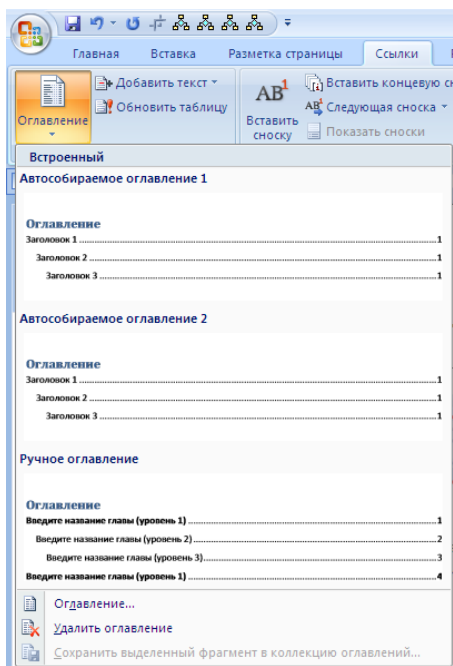 Главная Вставка Разметка страницы Ссылки
Добавить текст
Обновить таблицу
Оглавление
AB1
Вставить сноску
Вставить концевую
AB1 Следующая сноска
Показать сноски
Встроенный
Автособираемое оглавление 1
Оглавление
Заголовок 1 1
Заголовок 2 1
Заголовок 3 1
Автособираемое оглавление 2
Оглавление
Заголовок 1 1
Заголовок 2 1
Заголовок 3 1
Ручное оглавление
Оглавление
Введите название главы (уровень 1) 1
Введите название главы (уровень 2) 2
Введите название главы (уровень 3) 3
Введите название главы (уровень 1) 4
Оглавление...
Удалить оглавление
Сохранить выделенный фрагмент в коллекцию оглавлений...